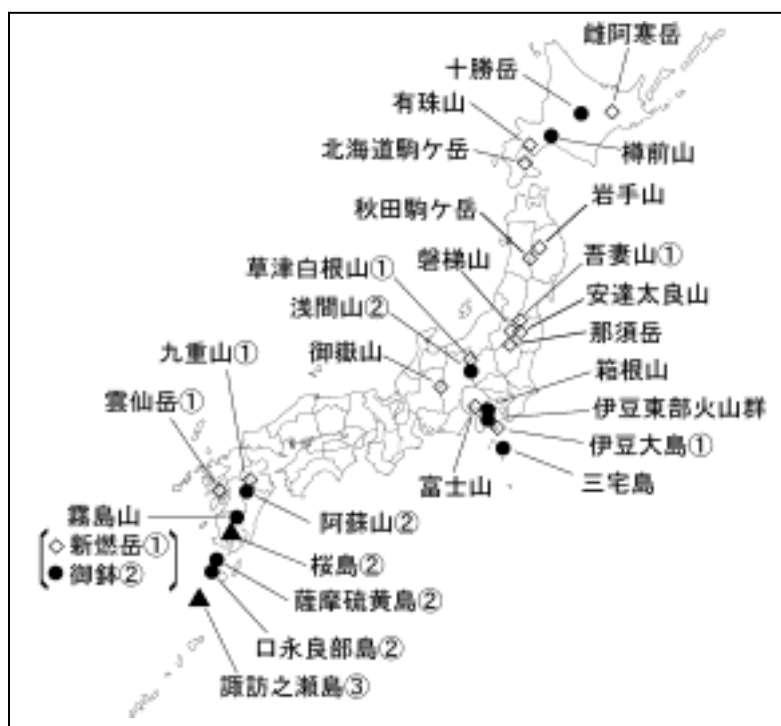 雌阿寒岳
十勝岳
有珠山
北海道駒ケ岳
樽前山
岩手山
秋田駒ケ岳
吾妻山①
磐梯山
草津白根山①
安達太良山
浅間山②
那須岳
九重山①
御嶽山
箱根山
雲仙岳①
伊豆東部火山群
伊豆大島①
富士山
三宅島
霧島山
阿蘇山②
◇新燃岳①
●御鉢②
桜島②
薩摩硫黄島②
口永良部島②
諏訪之瀬島③